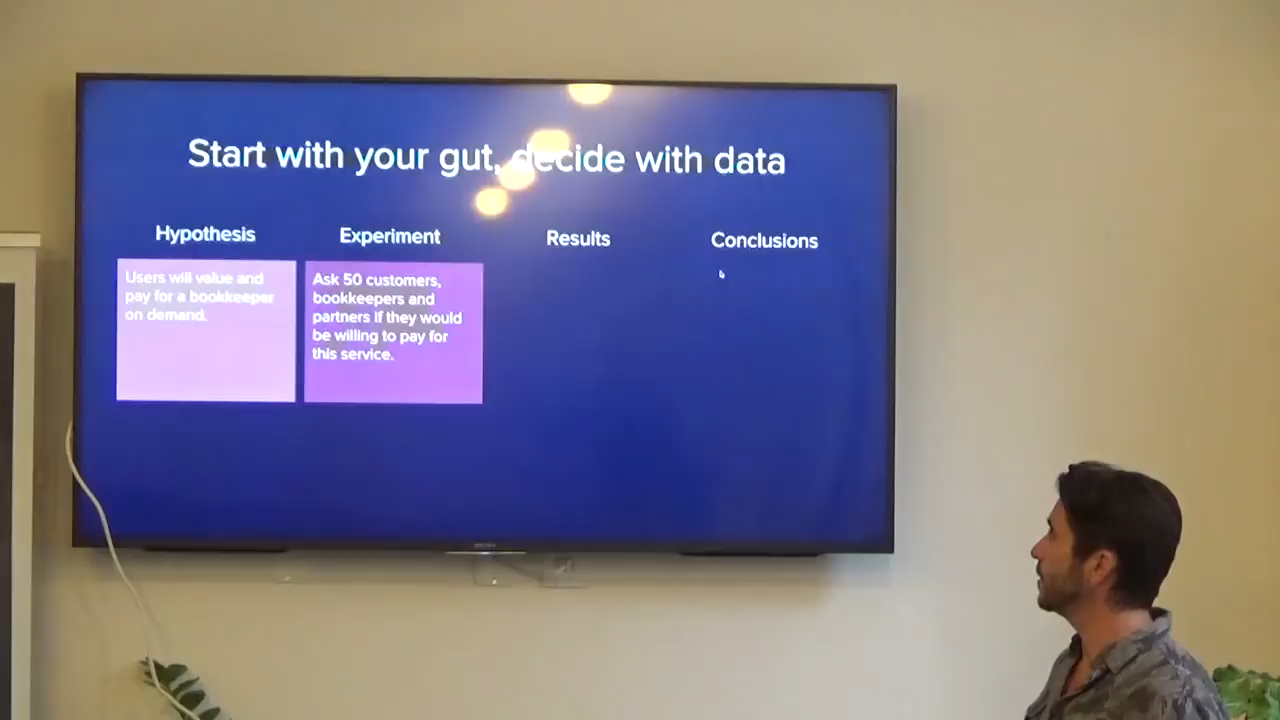 Start with your gut, decide with data
Hypothesis
Experiment
Results
Conclusions
Users will value and
pay for a bookkeeper
on demand.
Ask 50 customers,
bookkeepers and
partners if they would
be willing to pay for
this service.